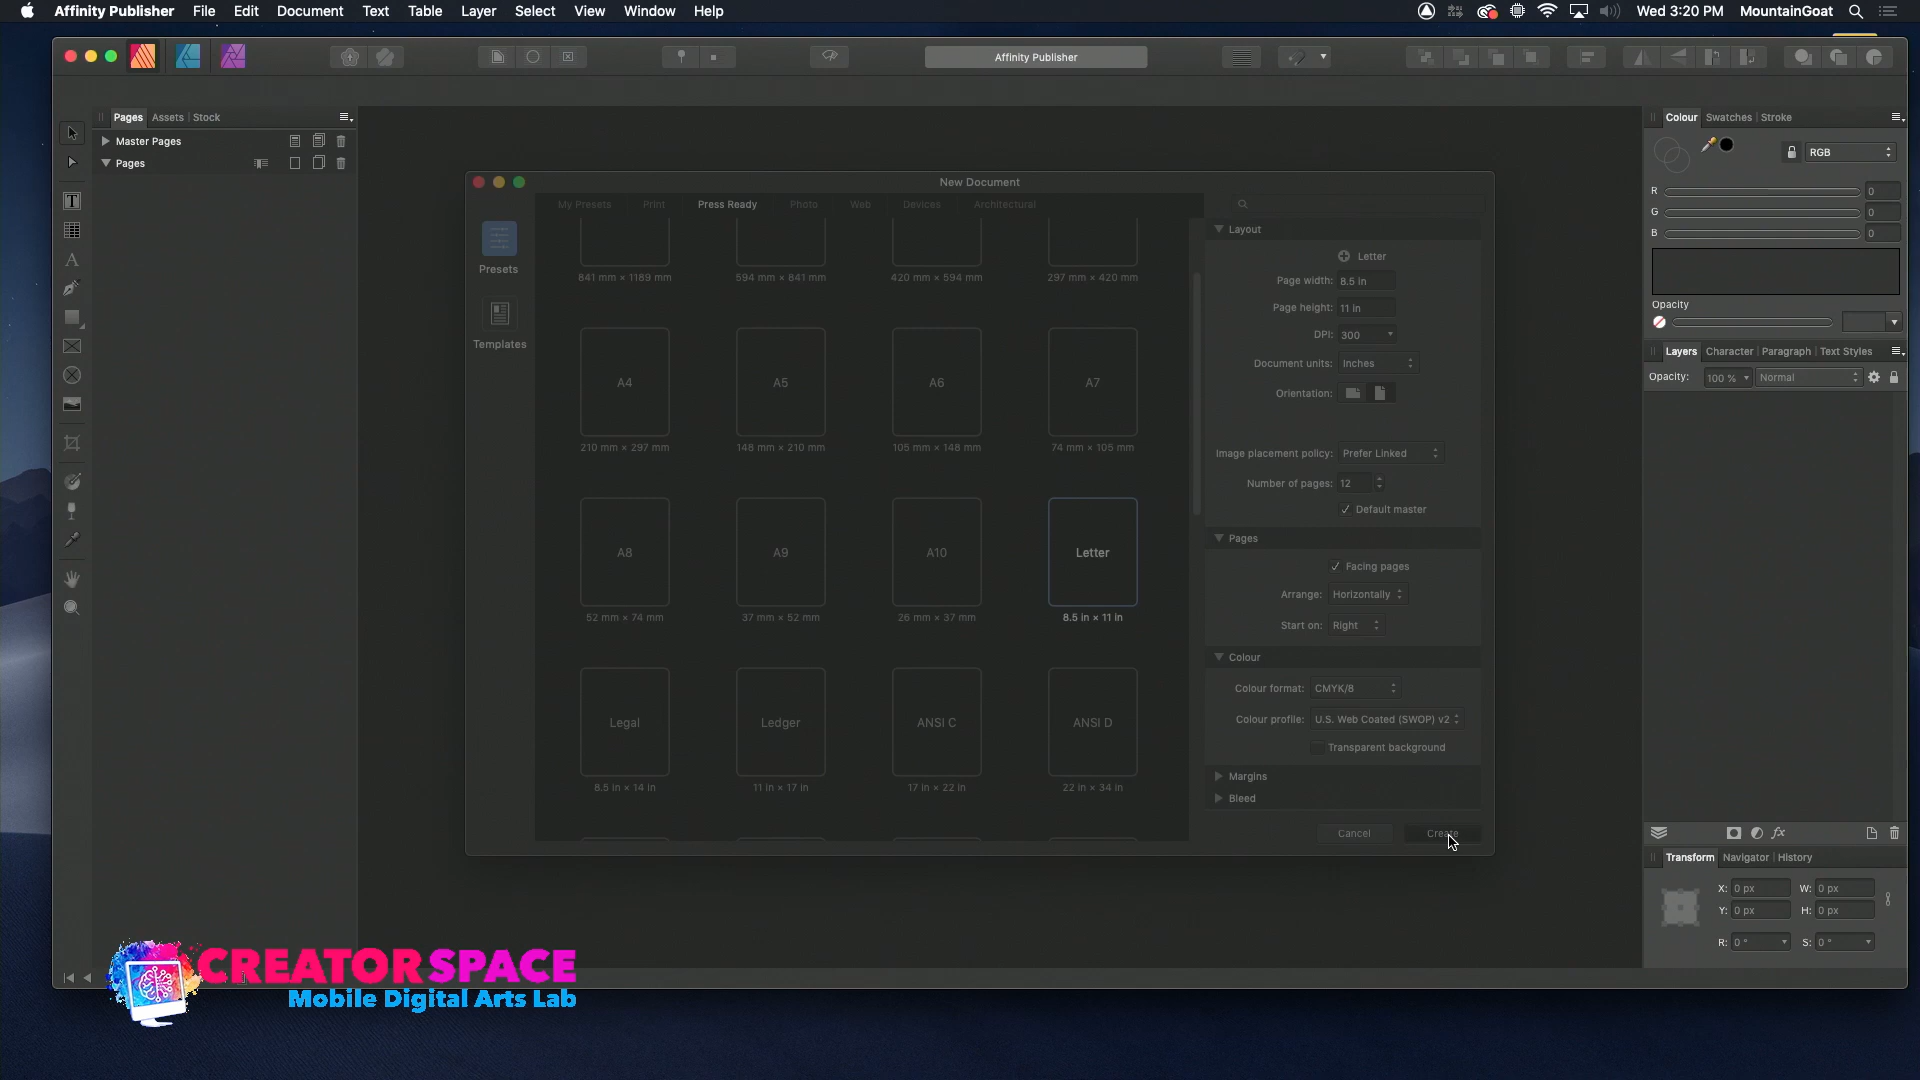 Affinity Publisher File Edit Document Text Table Layer Select View Window Help
Wed 3:20 PM MountainGoat
Affinity Publisher
Pages Assets Stock
Master Pages
Pages
New Document
My Presets Print Press Ready Photo Web Devices Architectural
Presets
Templates
841 mm × 1189 mm 594 mm × 841 mm 420 mm × 594 mm 297 mm × 420 mm
A4 A5 A6 A7
210 mm × 297 mm 148 mm × 210 mm 105 mm × 148 mm 74 mm × 105 mm
A8 A9 A10 Letter
52 mm × 74 mm 37 mm × 52 mm 26 mm × 37 mm 8.5 in × 11 in
Legal Ledger ANSI C ANSI D
8.5 in × 14 in 11 in × 17 in 17 in × 22 in 22 in × 34 in
Layout
Letter
Page width: 8.5 in
Page height: 11 in
DPI: 300
Document units: Inches
Orientation:
Image placement policy: Prefer Linked
Number of pages: 12
Default master
Pages
Facing pages
Arrange: Horizontally
Start on: Right
Colour
Colour format: CMYK/8
Colour profile: U.S. Web Coated (SWOP) v2
Transparent background
Margins
Bleed
Cancel Create
Colour Swatches Stroke
RGB
R 0
G 0
B 0
Opacity
Layers Character Paragraph Text Styles
Opacity: 100 % Normal
fx
Transform Navigator History
X: 0 px W: 0 px
Y: 0 px H: 0 px
R: 0 ° S: 0 °
CREATORSPACE
Mobile Digital Arts Lab